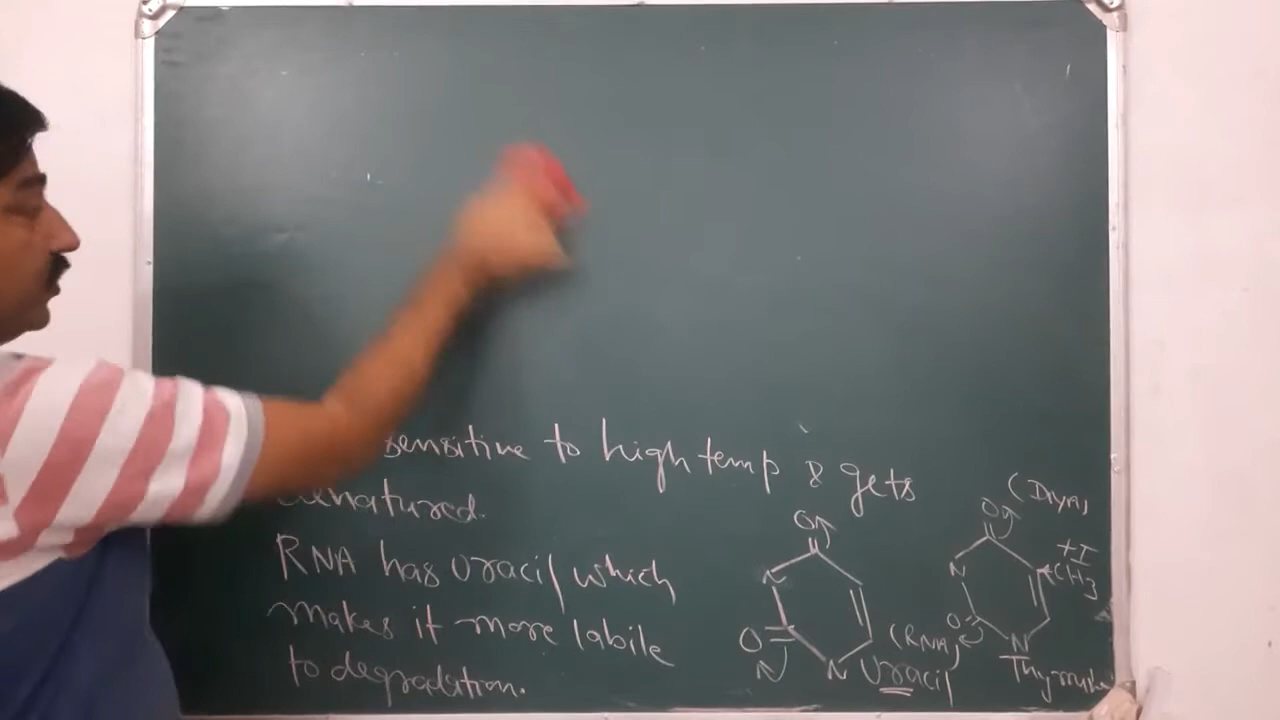 sensitive to high temp & gets
denatured.
RNA has uracil which
makes it more labile
to degradation.
O
N
O
N
(RNA)
Uracil
(DNA)
O
+I
CH3
N
O
N
Thymine